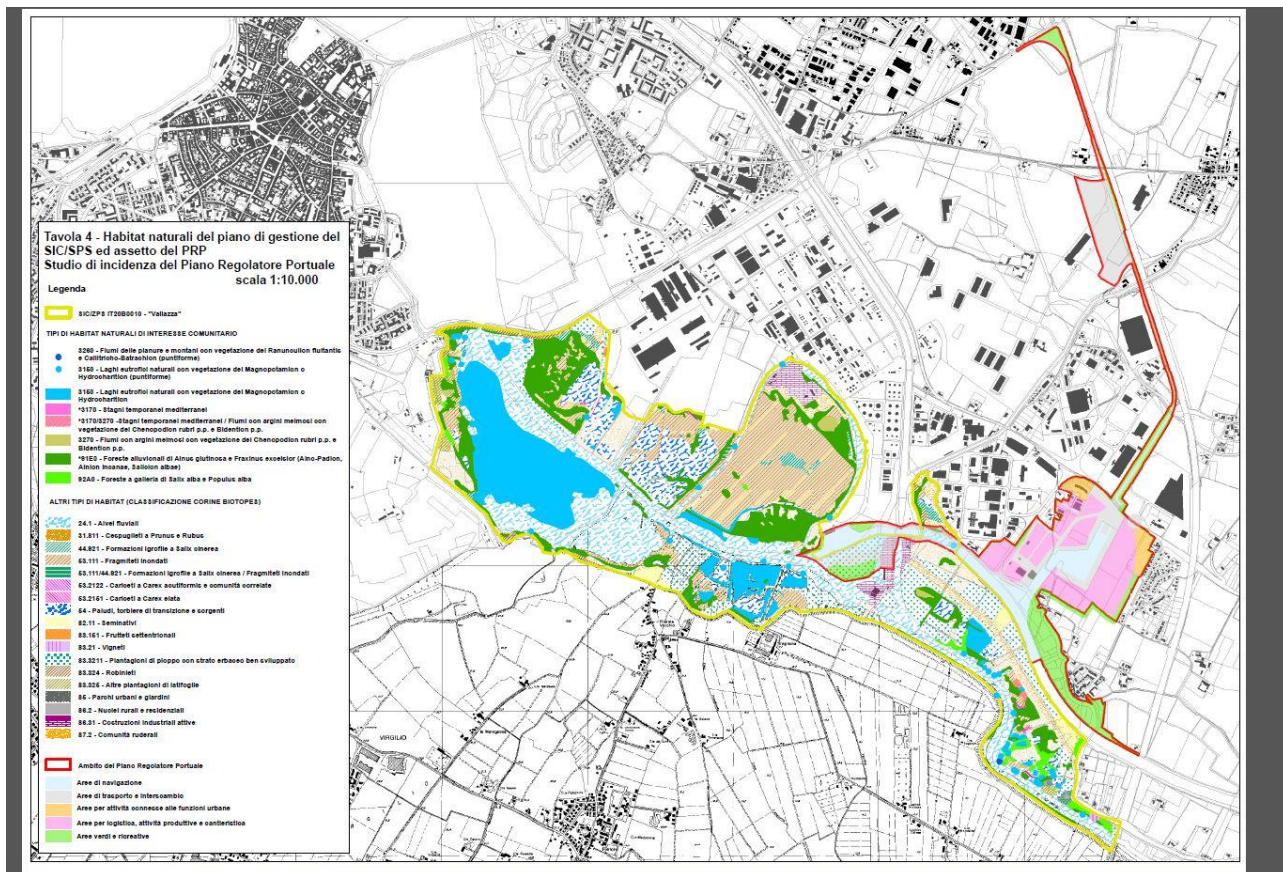 Tavola 4 - Habitat naturali del piano di gestione del
SIC/SPS ed assetto del PRP
Studio di incidenza del Piano Regolatore Portuale
scala 1:10.000
Legenda
SIC/ZPS IT20B0010 - "Vallazza"
TIPI DI HABITAT NATURALI DI INTERESSE COMUNITARIO
3260 - Fiumi delle planure e montani con vegetazione del Ranunculion fluitantis
e Callitricho-Batrachion (puntiforme)
3150 - Laghi eutrofici naturali con vegetazione del Magnopotamion o
Hydrocharition (puntiforme)
3150 - Laghi eutrofici naturali con vegetazione del Magnopotamion o
Hydrocharition
*3170 - Stagni temporanei mediterranei
*3170/3270 -Stagni temporanei mediterranei / Fiumi con argini melmosi con
vegetazione del Chenopodion rubri p.p. e Bidention p.p.
3270 - Fiumi con argini melmosi con vegetazione del Chenopodion rubri p.p. e
Bidention p.p.
*91E0 - Foreste alluvionali di Alnus glutinosa e Fraxinus excelsior (Alno-Padion,
Alnion incanae, Salicion albae)
92A0 - Foreste a galleria di Salix alba e Populus alba
ALTRI TIPI DI HABITAT (CLASSIFICAZIONE CORINE BIOTOPES)
24.1 - Alvei fluviali
31.811 - Cespuglieti a Prunus e Rubus
44.921 - Formazioni igrofile a Salix cinerea
53.111 - Fragmiteti inondati
53.111/44.921 - Formazioni igrofile a Salix cinerea / Fragmiteti inondati
53.2122 - Cariceti a Carex acutiformis e comunità correlate
53.2151 - Cariceti a Carex elata
54 - Paludi, torbiere di transizione e sorgenti
82.11 - Seminativi
83.151 - Frutteti settentrionali
83.21 - Vigneti
83.3211 - Piantagioni di pioppo con strato erbaceo ben sviluppato
83.324 - Robinieti
83.325 - Altre piantagioni di latifoglie
85 - Parchi urbani e giardini
86.2 - Nuclei rurali e residenziali
86.31 - Costruzioni industriali attive
87.2 - Comunità ruderali
Ambito del Piano Regolatore Portuale
Aree di navigazione
Aree di trasporto e interscambio
Aree per attività connesse alle funzioni urbane
Aree per logistica, attività produttive e cantieristica
Aree verdi e ricreative
VIRGILIO